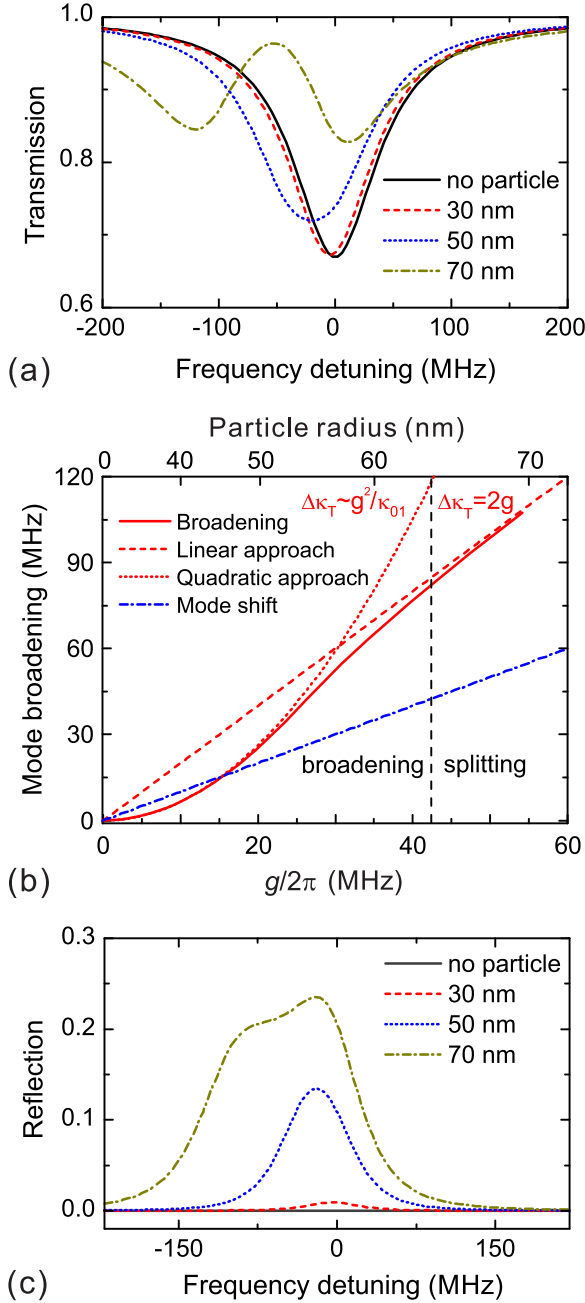 1.0
0.8
0.6
Transmission
no particle
30 nm
50 nm
70 nm
-200 -100 0 100 200
Frequency detuning (MHz)
(a)
Particle radius (nm)
0 40 50 60 70
120
90
60
30
0
Mode broadening (MHz)
Δκ_T~g²/κ₀₁ Δκ_T=2g
Broadening
Linear approach
Quadratic approach
Mode shift
broadening splitting
0 20 40 60
g/2π (MHz)
(b)
0.3
0.2
0.1
0.0
Reflection
no particle
30 nm
50 nm
70 nm
-150 0 150
Frequency detuning (MHz)
(c)